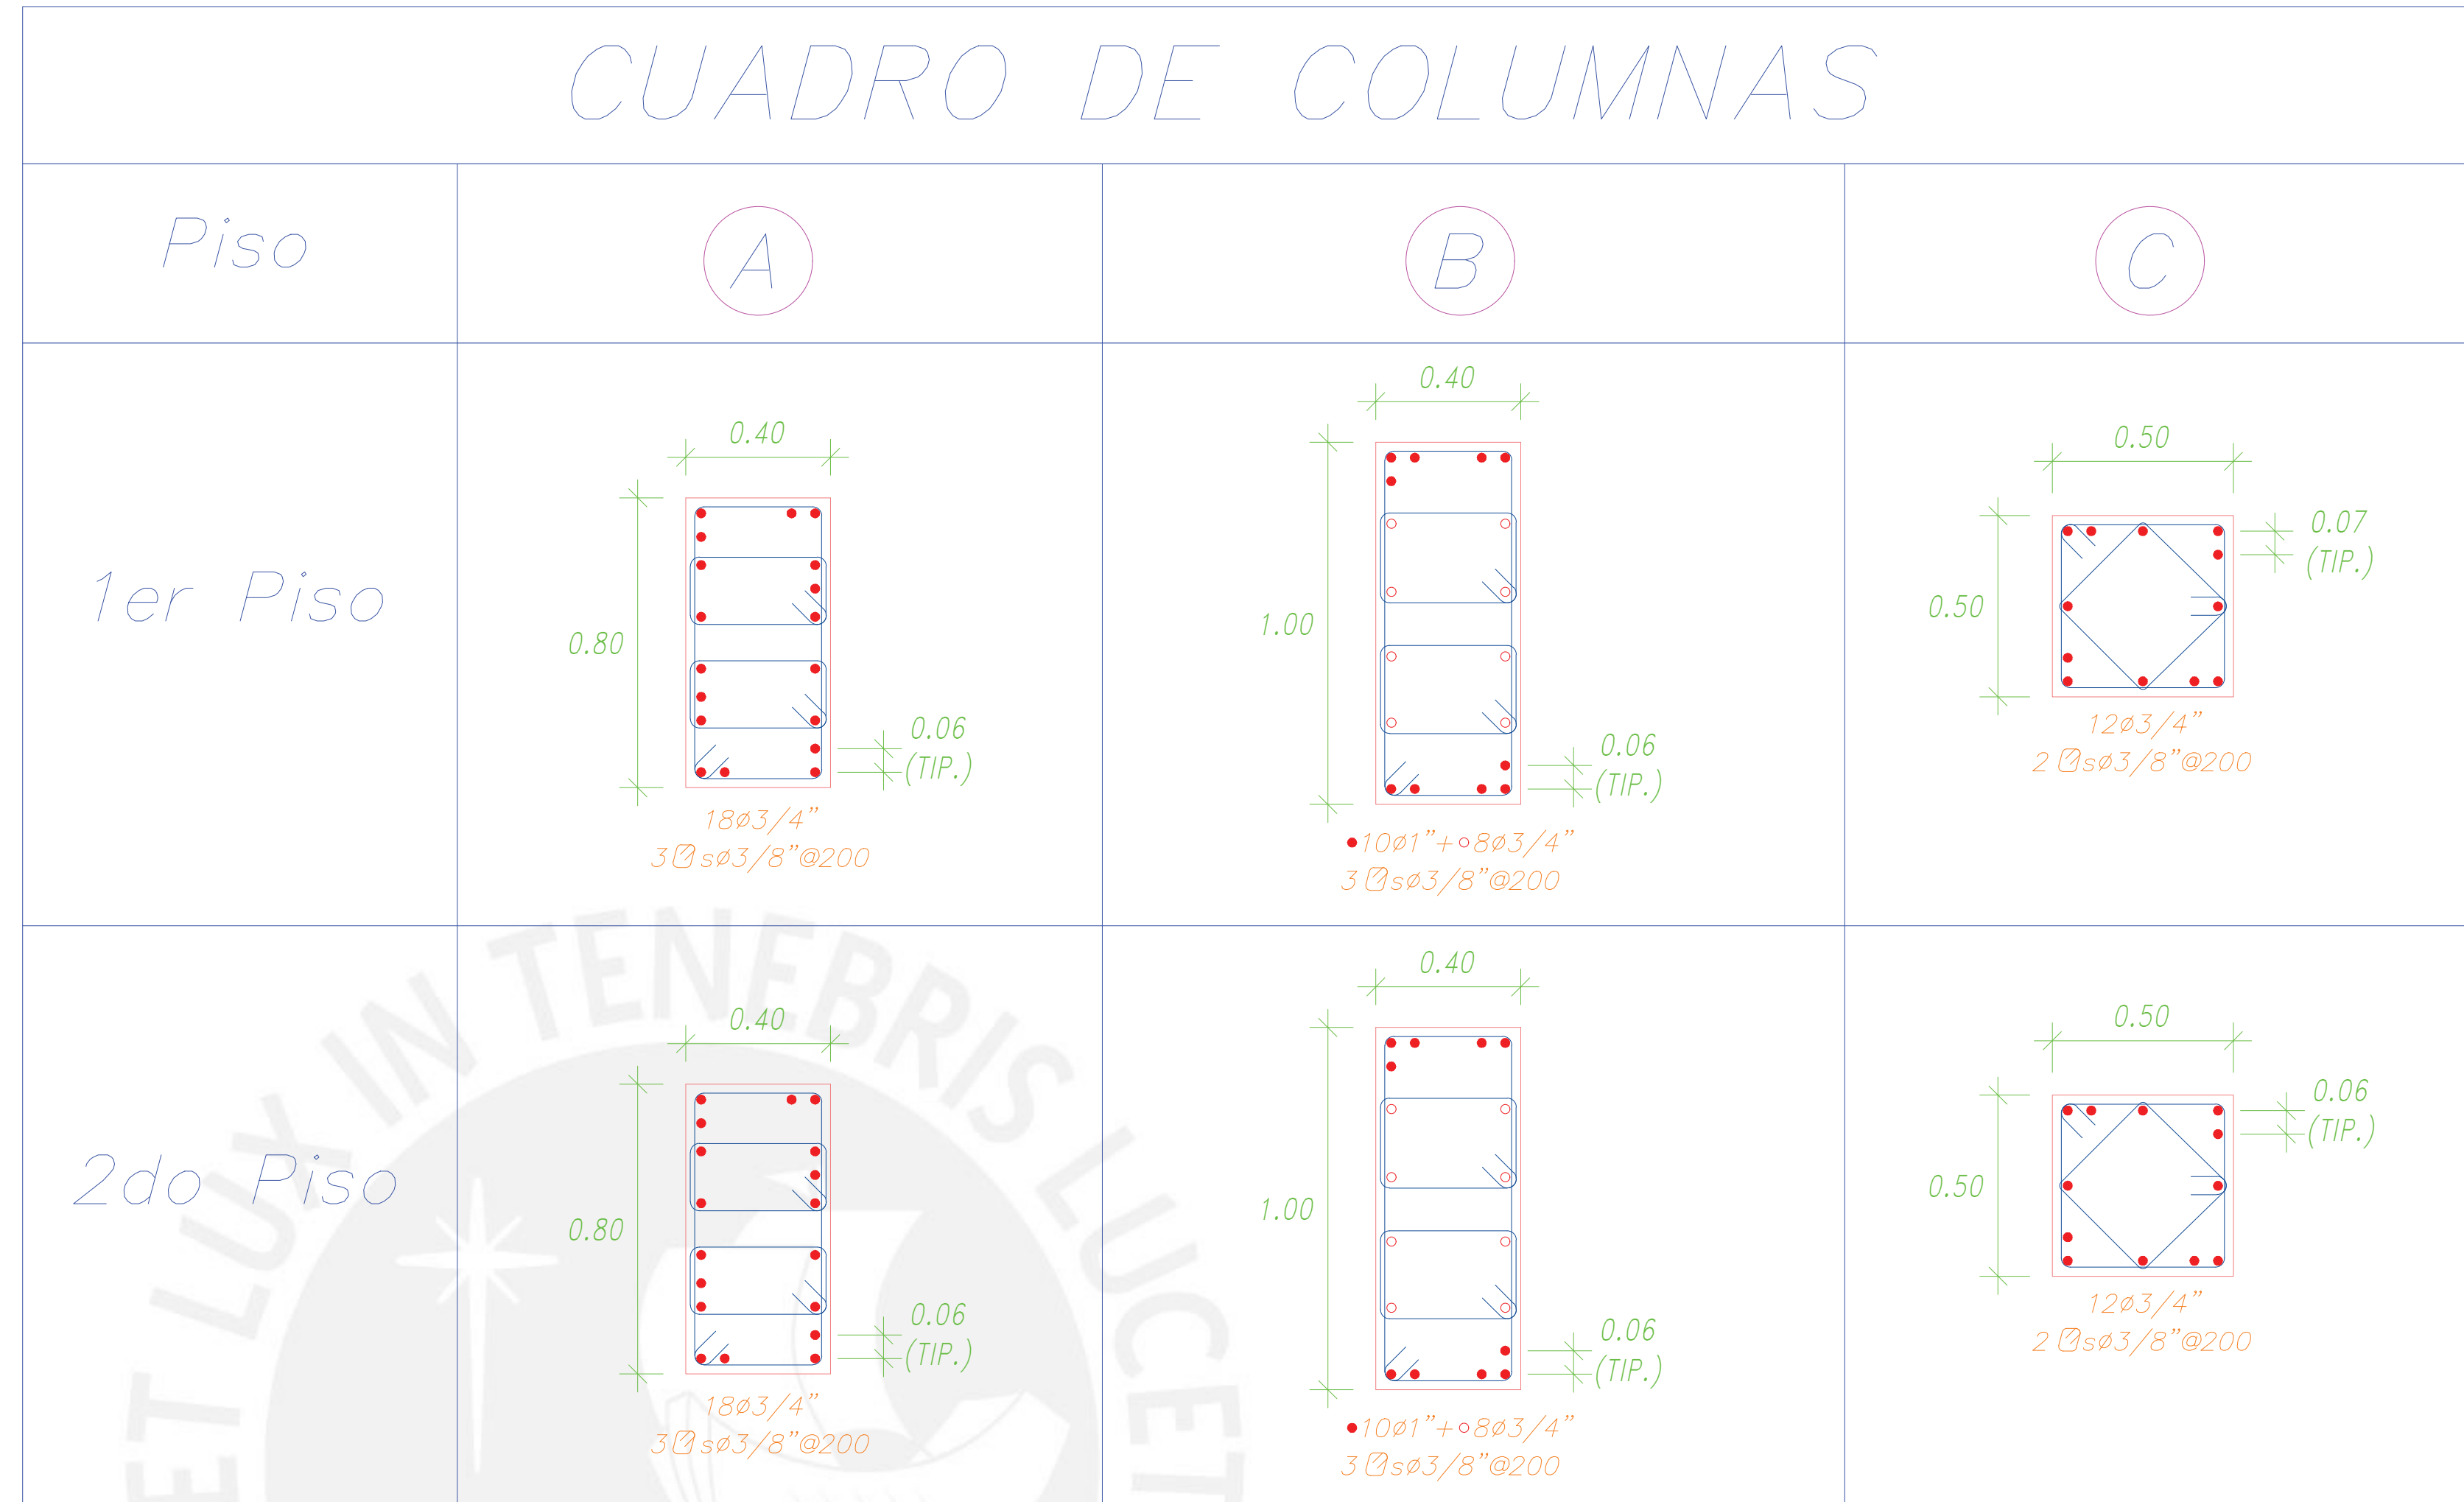 CUADRO DE COLUMNAS
Piso
A
B
C
1er Piso
0.40
0.80
0.06
(TIP.)
18ø3/4"
3 sø3/8"@200
0.40
1.00
0.06
(TIP.)
10ø1"+ 8ø3/4"
3 sø3/8"@200
0.50
0.50
0.07
(TIP.)
12ø3/4"
2 sø3/8"@200
2do Piso
0.40
0.80
0.06
(TIP.)
18ø3/4"
3 sø3/8"@200
0.40
1.00
0.06
(TIP.)
10ø1"+ 8ø3/4"
3 sø3/8"@200
0.50
0.50
0.06
(TIP.)
12ø3/4"
2 sø3/8"@200
ET LUX IN TENEBRIS LUCET